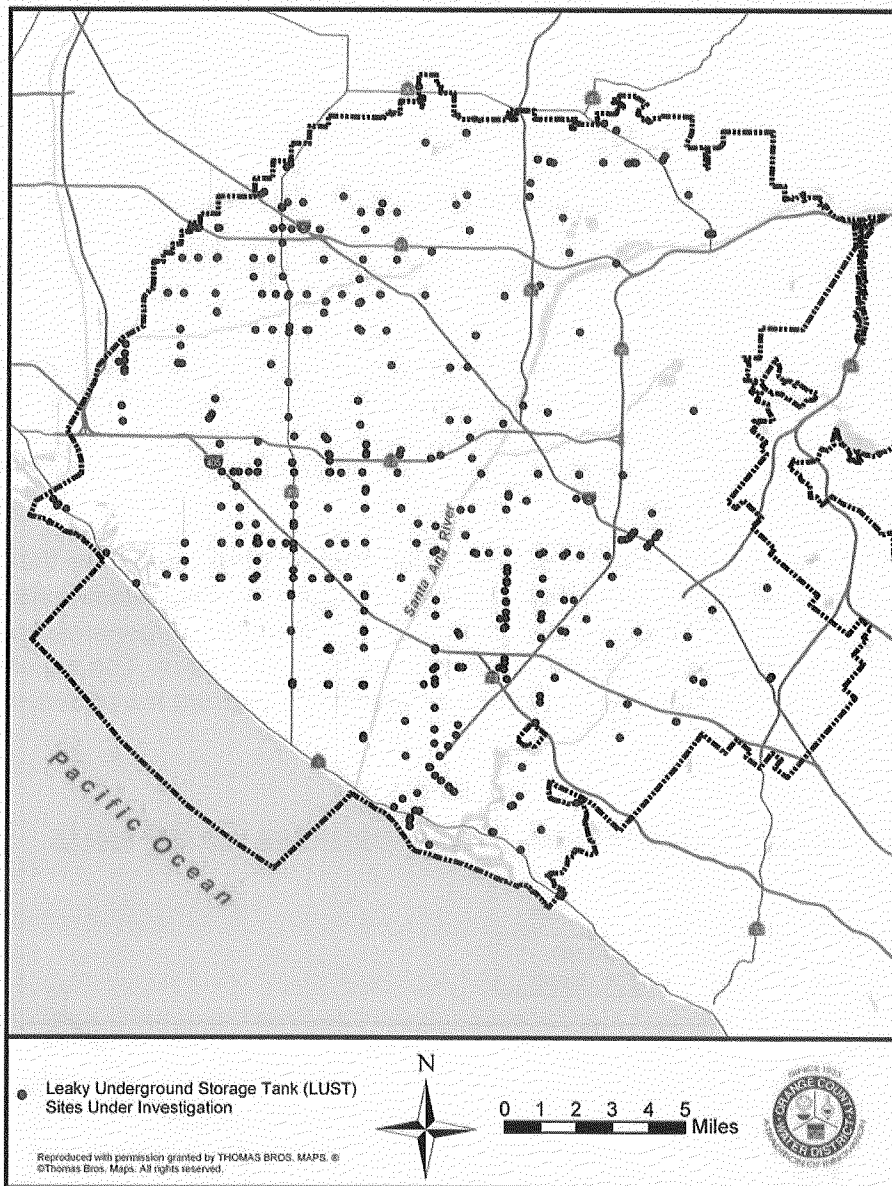 Santa Ana River
Pacific Ocean
Leaky Underground Storage Tank (LUST)
Sites Under Investigation
N
0 1 2 3 4 5
Miles
SINCE 1933
ORANGE COUNTY
WATER DISTRICT
Reproduced with permission granted by THOMAS BROS. MAPS. ®
©Thomas Bros. Maps. All rights reserved.